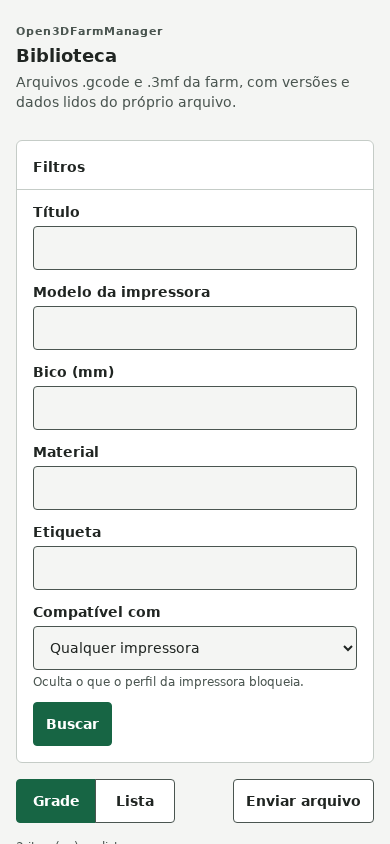 Open3DFarmManager
Biblioteca
Arquivos .gcode e .3mf da farm, com versões e
dados lidos do próprio arquivo.
Filtros
Título
Modelo da impressora
Bico (mm)
Material
Etiqueta
Compatível com
Qualquer impressora
Oculta o que o perfil da impressora bloqueia.
Buscar
Grade Lista Enviar arquivo